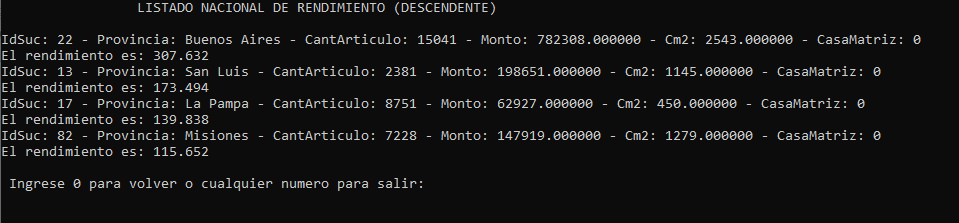 LISTADO NACIONAL DE RENDIMIENTO (DESCENDENTE)
IdSuc: 22 - Provincia: Buenos Aires - CantArticulo: 15041 - Monto: 782308.000000 - Cm2: 2543.000000 - CasaMatriz: 0
El rendimiento es: 307.632
IdSuc: 13 - Provincia: San Luis - CantArticulo: 2381 - Monto: 198651.000000 - Cm2: 1145.000000 - CasaMatriz: 0
El rendimiento es: 173.494
IdSuc: 17 - Provincia: La Pampa - CantArticulo: 8751 - Monto: 62927.000000 - Cm2: 450.000000 - CasaMatriz: 0
El rendimiento es: 139.838
IdSuc: 82 - Provincia: Misiones - CantArticulo: 7228 - Monto: 147919.000000 - Cm2: 1279.000000 - CasaMatriz: 0
El rendimiento es: 115.652
Ingrese 0 para volver o cualquier numero para salir: